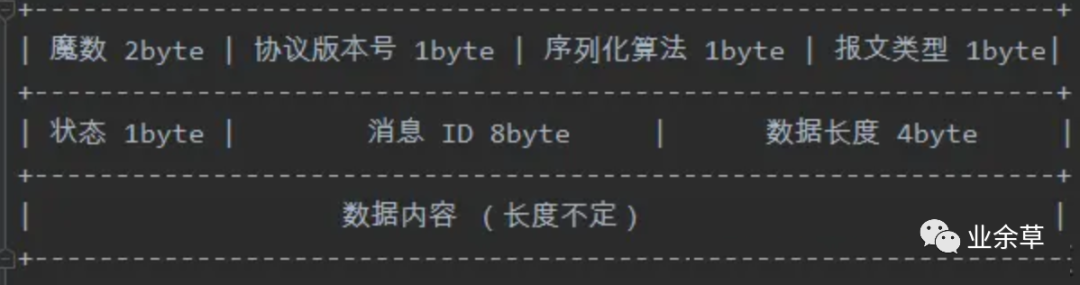 +---------------------------------------------------------------+
| 魔数 2byte | 协议版本号 1byte | 序列化算法 1byte | 报文类型 1byte|
+---------------------------------------------------------------+
| 状态 1byte | 消息 ID 8byte | 数据长度 4byte |
+---------------------------------------------------------------+
| 数据内容 (长度不定) |
业余草
+---------------------------------------------------------------+